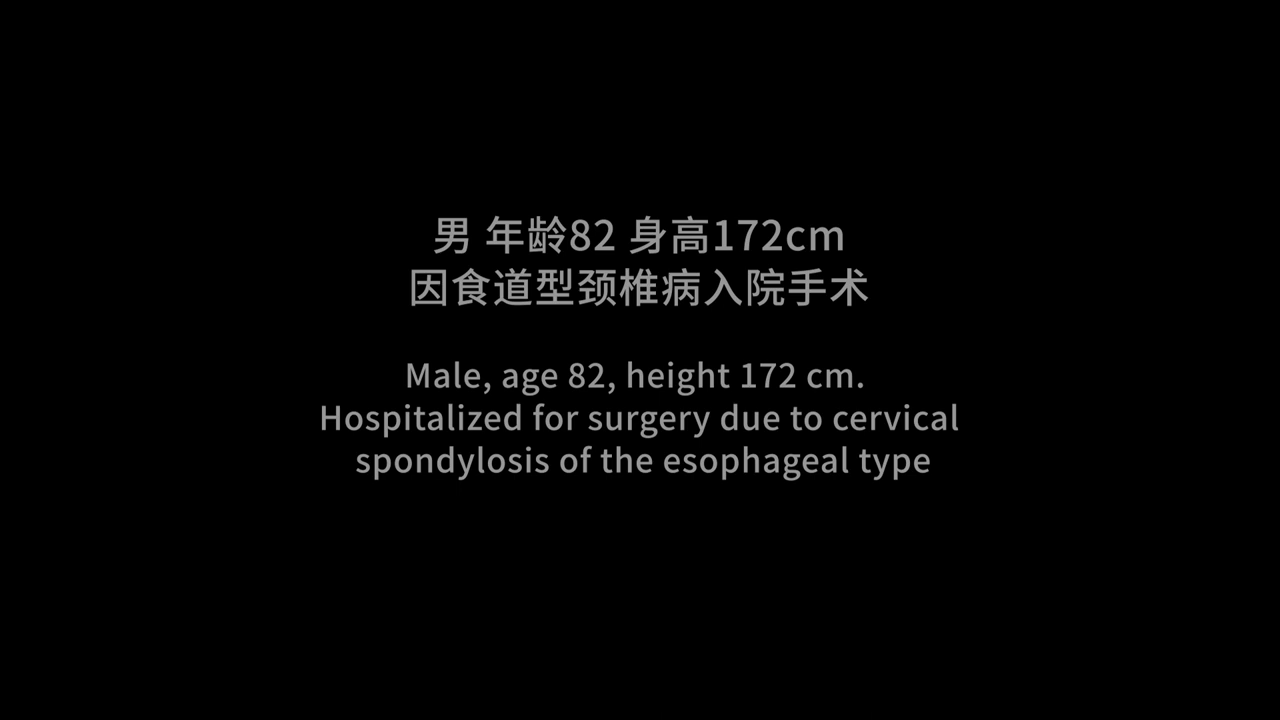 男 年龄82 身高172cm
因食道型颈椎病入院手术
Male, age 82, height 172 cm.
Hospitalized for surgery due to cervical
spondylosis of the esophageal type